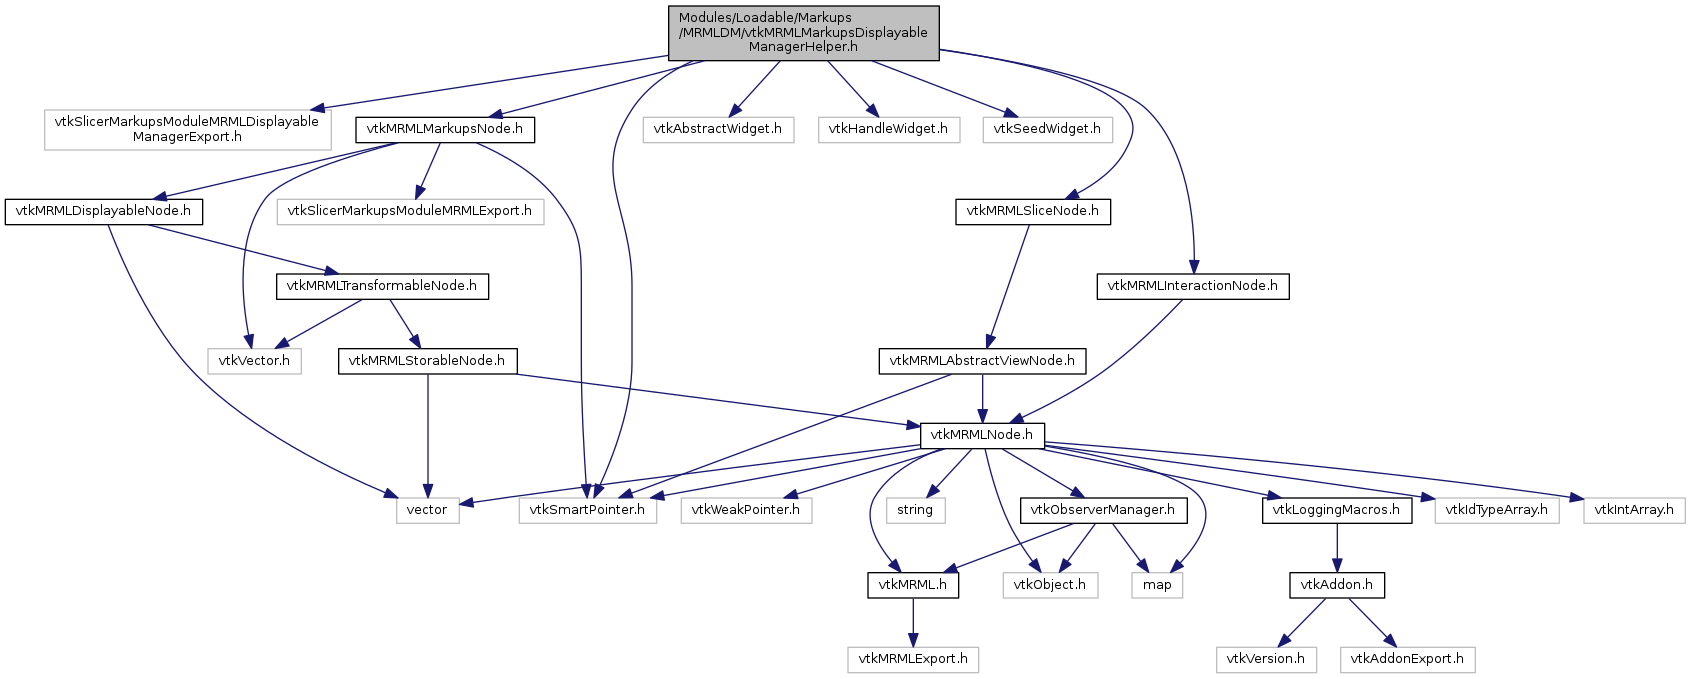 Modules/Loadable/Markups
/MRMLDM/vtkMRMLMarkupsDisplayable
ManagerHelper.h
vtkSlicerMarkupsModuleMRMLDisplayable
ManagerExport.h
vtkMRMLMarkupsNode.h
vtkAbstractWidget.h
vtkHandleWidget.h
vtkSeedWidget.h
vtkMRMLDisplayableNode.h
vtkSlicerMarkupsModuleMRMLExport.h
vtkMRMLSliceNode.h
vtkMRMLTransformableNode.h
vtkMRMLInteractionNode.h
vtkVector.h
vtkMRMLStorableNode.h
vtkMRMLAbstractViewNode.h
vtkMRMLNode.h
vector
vtkSmartPointer.h
vtkWeakPointer.h
string
vtkObserverManager.h
vtkLoggingMacros.h
vtkIdTypeArray.h
vtkIntArray.h
vtkMRML.h
vtkObject.h
map
vtkAddon.h
vtkMRMLExport.h
vtkVersion.h
vtkAddonExport.h